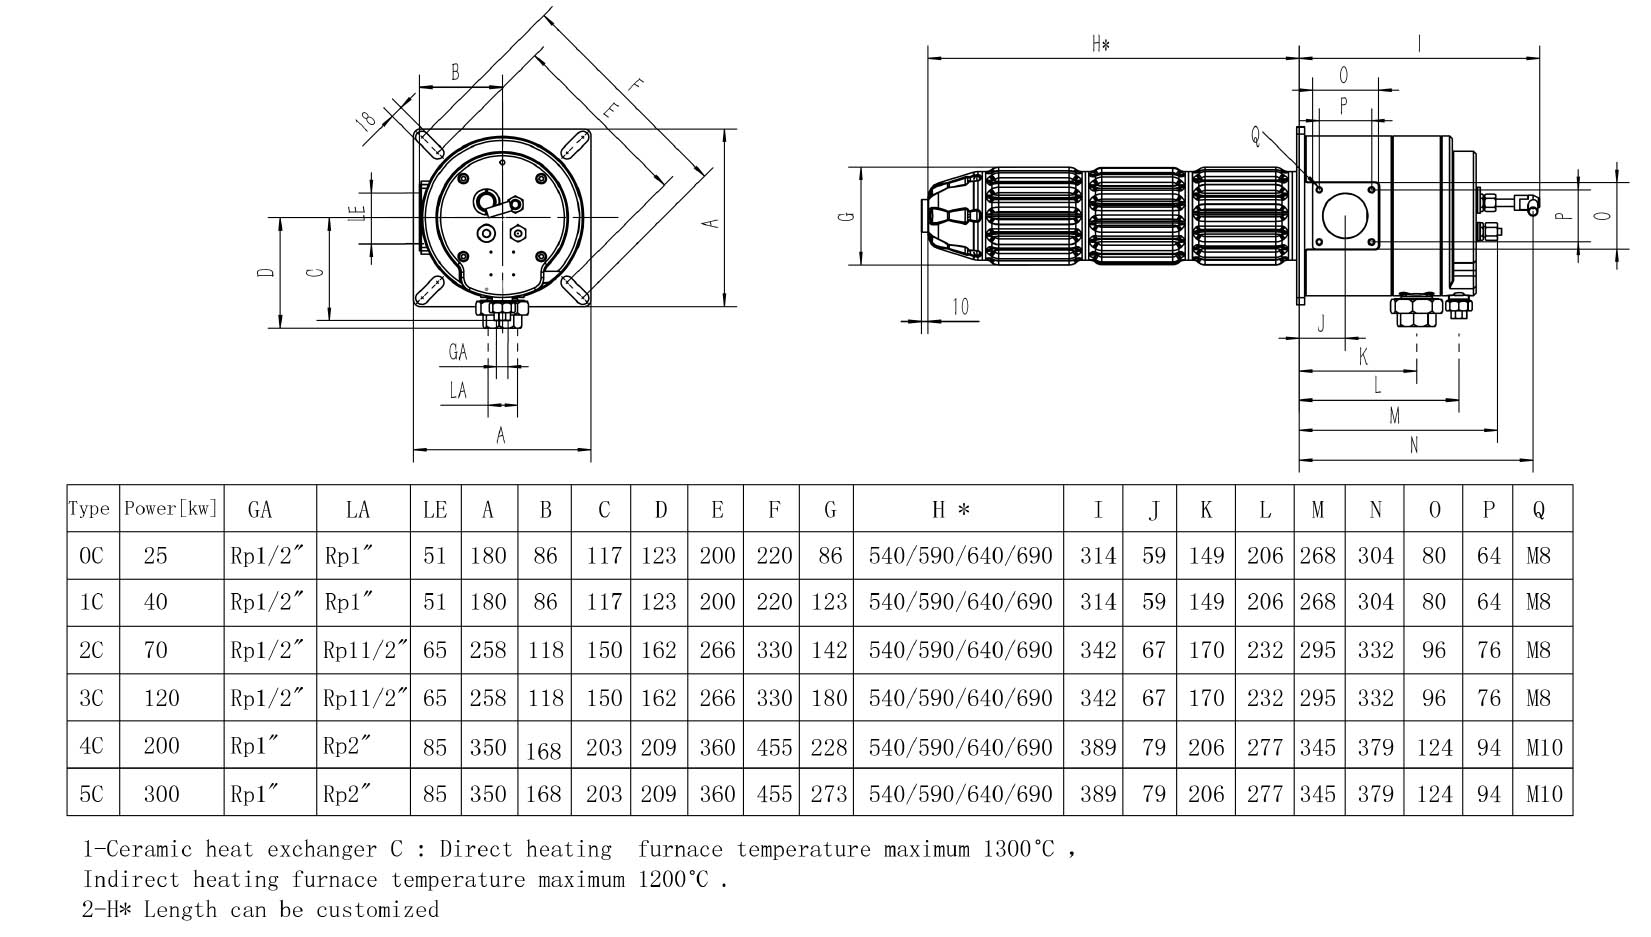 H*
I
B
F
O
E
P
18
Q
LE
A
G
P
O
D
C
10
J
GA
K
LA
L
M
A
N
Type Power[kw] GA LA LE A B C D E F G H * I J K L M N O P Q
0C 25 Rp1/2″ Rp1″ 51 180 86 117 123 200 220 86 540/590/640/690 314 59 149 206 268 304 80 64 M8
1C 40 Rp1/2″ Rp1″ 51 180 86 117 123 200 220 123 540/590/640/690 314 59 149 206 268 304 80 64 M8
2C 70 Rp1/2″ Rp11/2″ 65 258 118 150 162 266 330 142 540/590/640/690 342 67 170 232 295 332 96 76 M8
3C 120 Rp1/2″ Rp11/2″ 65 258 118 150 162 266 330 180 540/590/640/690 342 67 170 232 295 332 96 76 M8
4C 200 Rp1″ Rp2″ 85 350 168 203 209 360 455 228 540/590/640/690 389 79 206 277 345 379 124 94 M10
5C 300 Rp1″ Rp2″ 85 350 168 203 209 360 455 273 540/590/640/690 389 79 206 277 345 379 124 94 M10
1-Ceramic heat exchanger C : Direct heating furnace temperature maximum 1300℃ ,
Indirect heating furnace temperature maximum 1200℃ .
2-H* Length can be customized